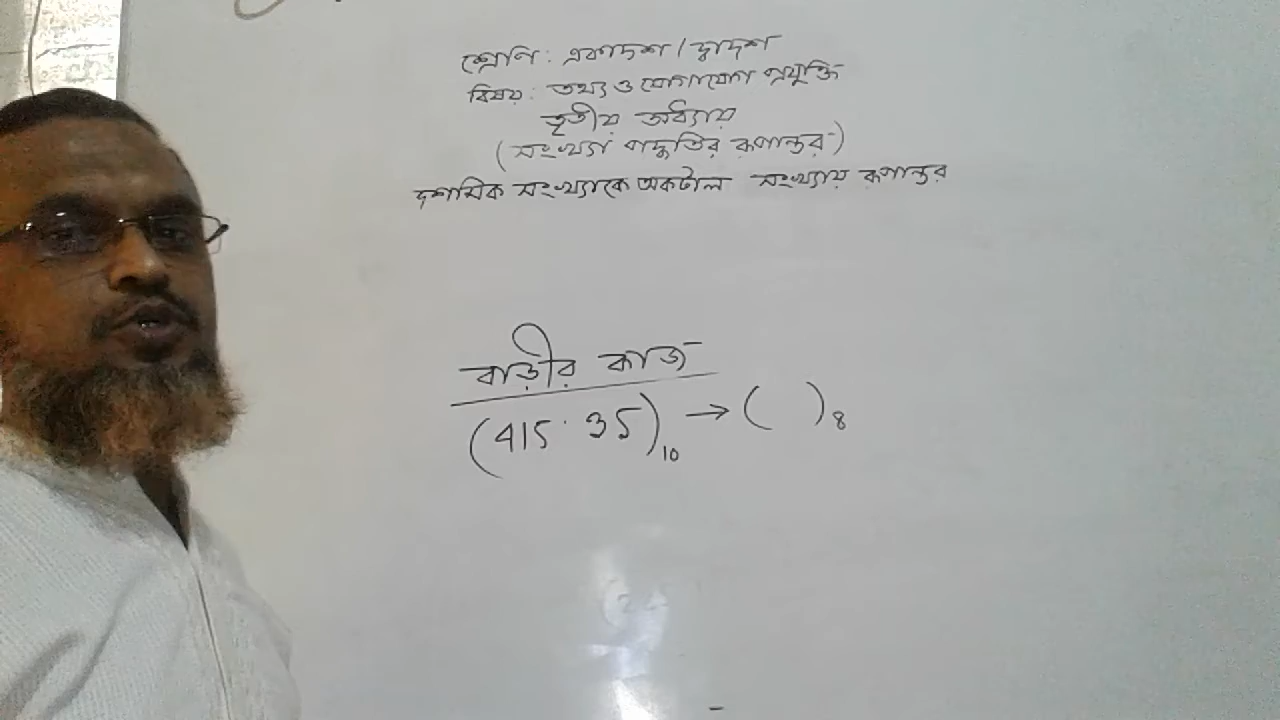 শ্রেণি: একাদশ / দ্বাদশ
বিষয়: তথ্য ও যোগাযোগ প্রযুক্তি
তৃতীয় অধ্যায়
(সংখ্যা পদ্ধতির রূপান্তর)
দশমিক সংখ্যাকে অকটাল সংখ্যায় রূপান্তর
বাড়ীর কাজ
(415.35)₁₀ → ( )₈